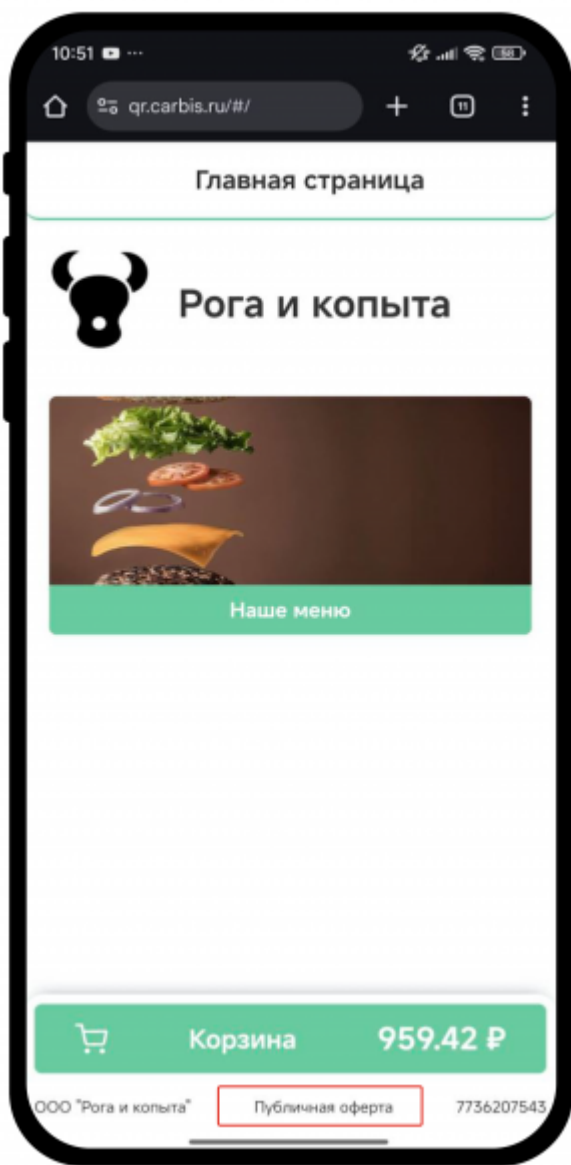 10:51
qr.carbis.ru/#/
11
58
Главная страница
Рога и копыта
Наше меню
Корзина 959.42 ₽
ООО "Рога и копыта" Публичная оферта 7736207543